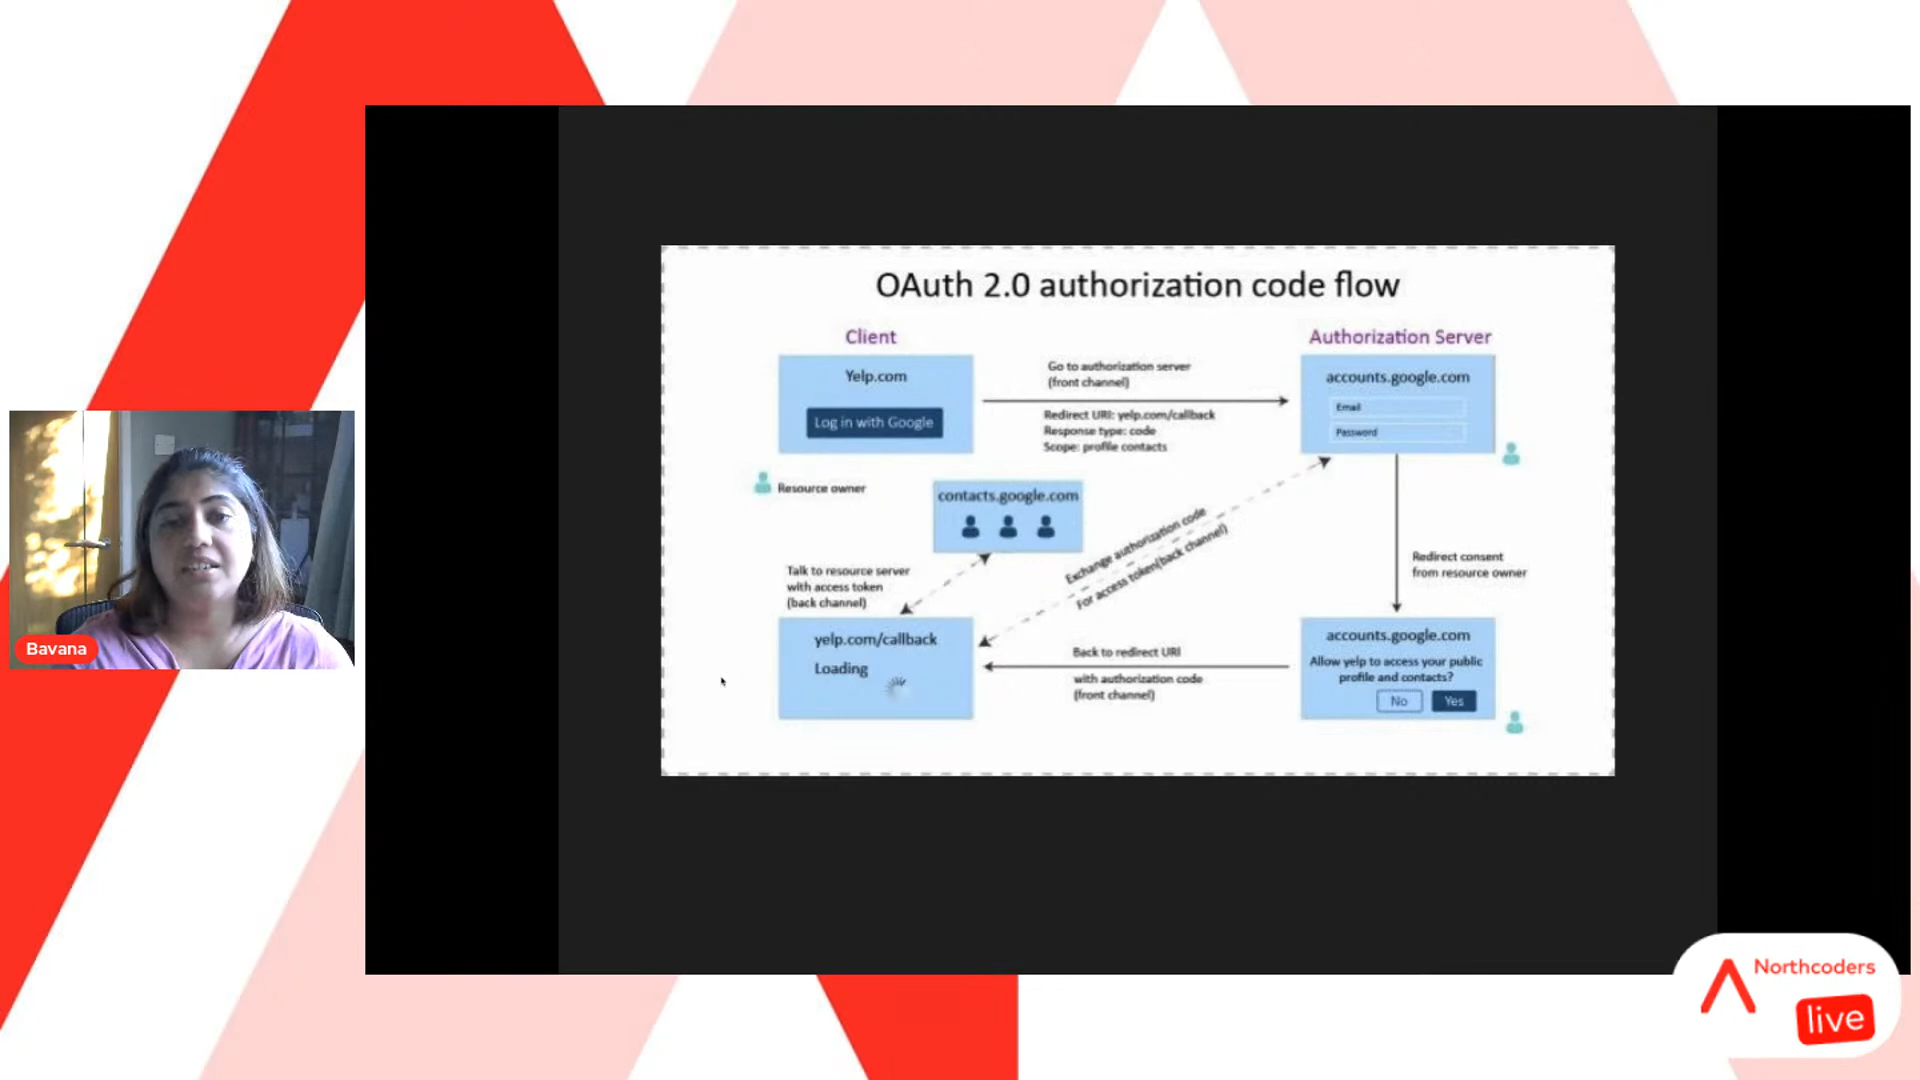 OAuth 2.0 authorization code flow
Client
Authorization Server
Yelp.com
Log in with Google
Go to authorization server
(front channel)
Redirect URI: yelp.com/callback
Response type: code
Scope: profile contacts
accounts.google.com
Email
Password
Resource owner
contacts.google.com
Exchange authorization code
For access token(back channel)
Redirect consent
from resource owner
Talk to resource server
with access token
(back channel)
yelp.com/callback
Loading
Back to redirect URI
with authorization code
(front channel)
accounts.google.com
Allow yelp to access your public
profile and contacts?
No
Yes
Bavana
Northcoders
live